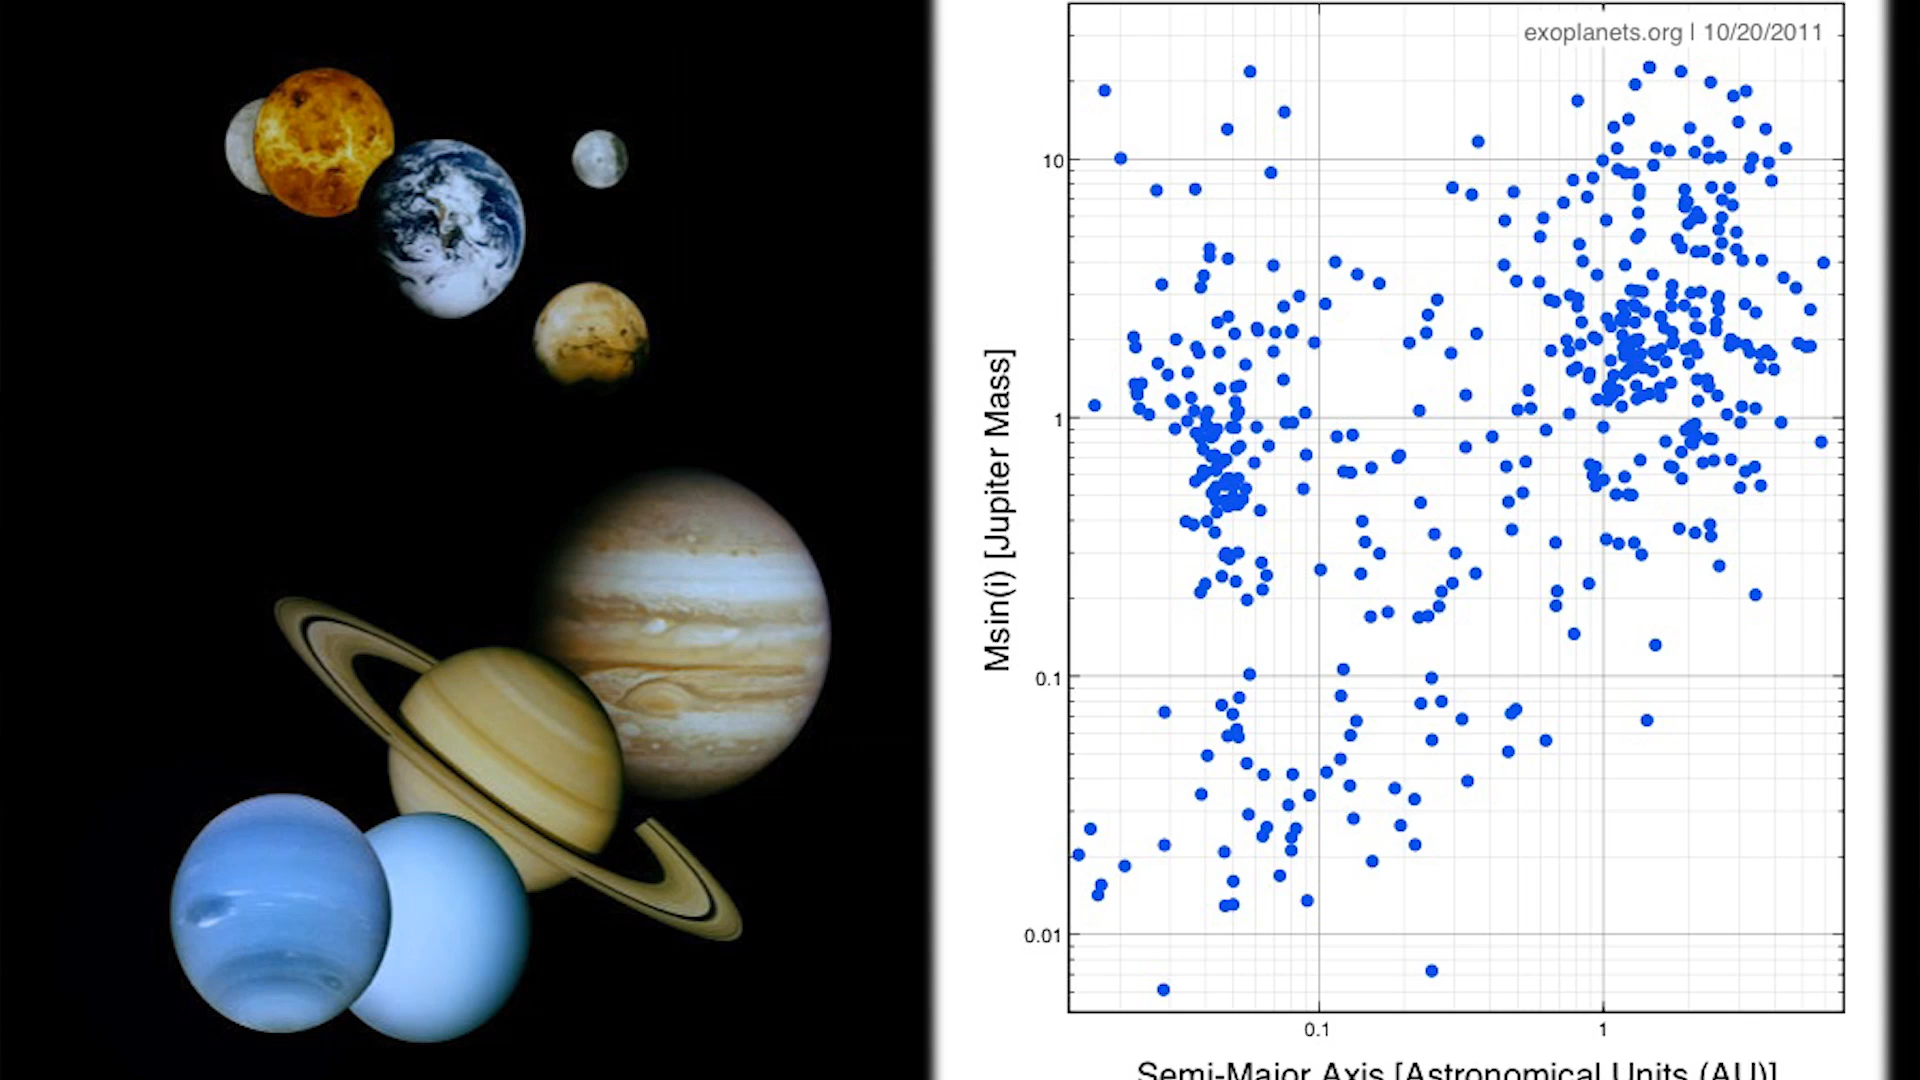 exoplanets.org | 10/20/2011
10
1
0.1
0.01
Msin(i) [Jupiter Mass]
0.1
1
Semi-Major Axis [Astronomical Units (AU)]